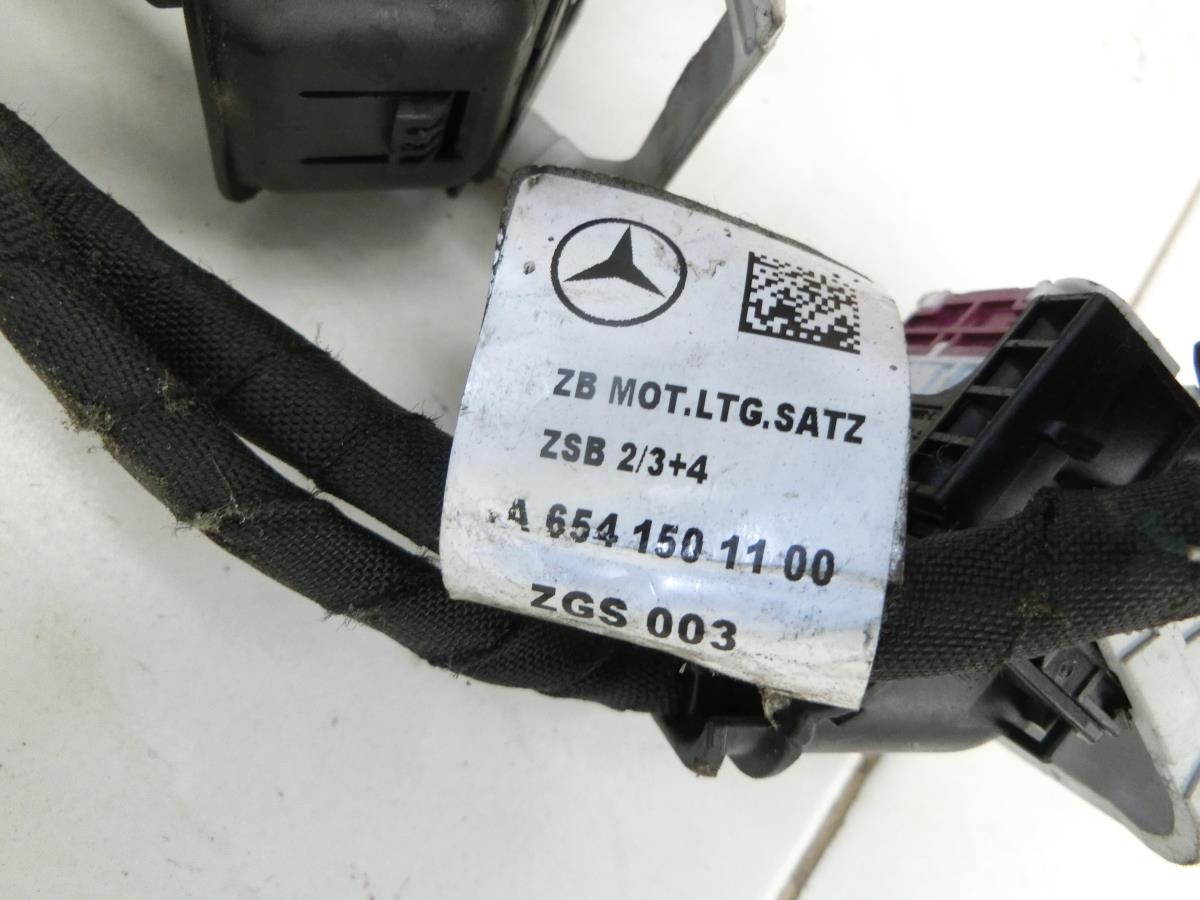 ZB MOT.LTG.SATZ
ZSB 2/3+4
A 654 150 11 00
ZGS 003